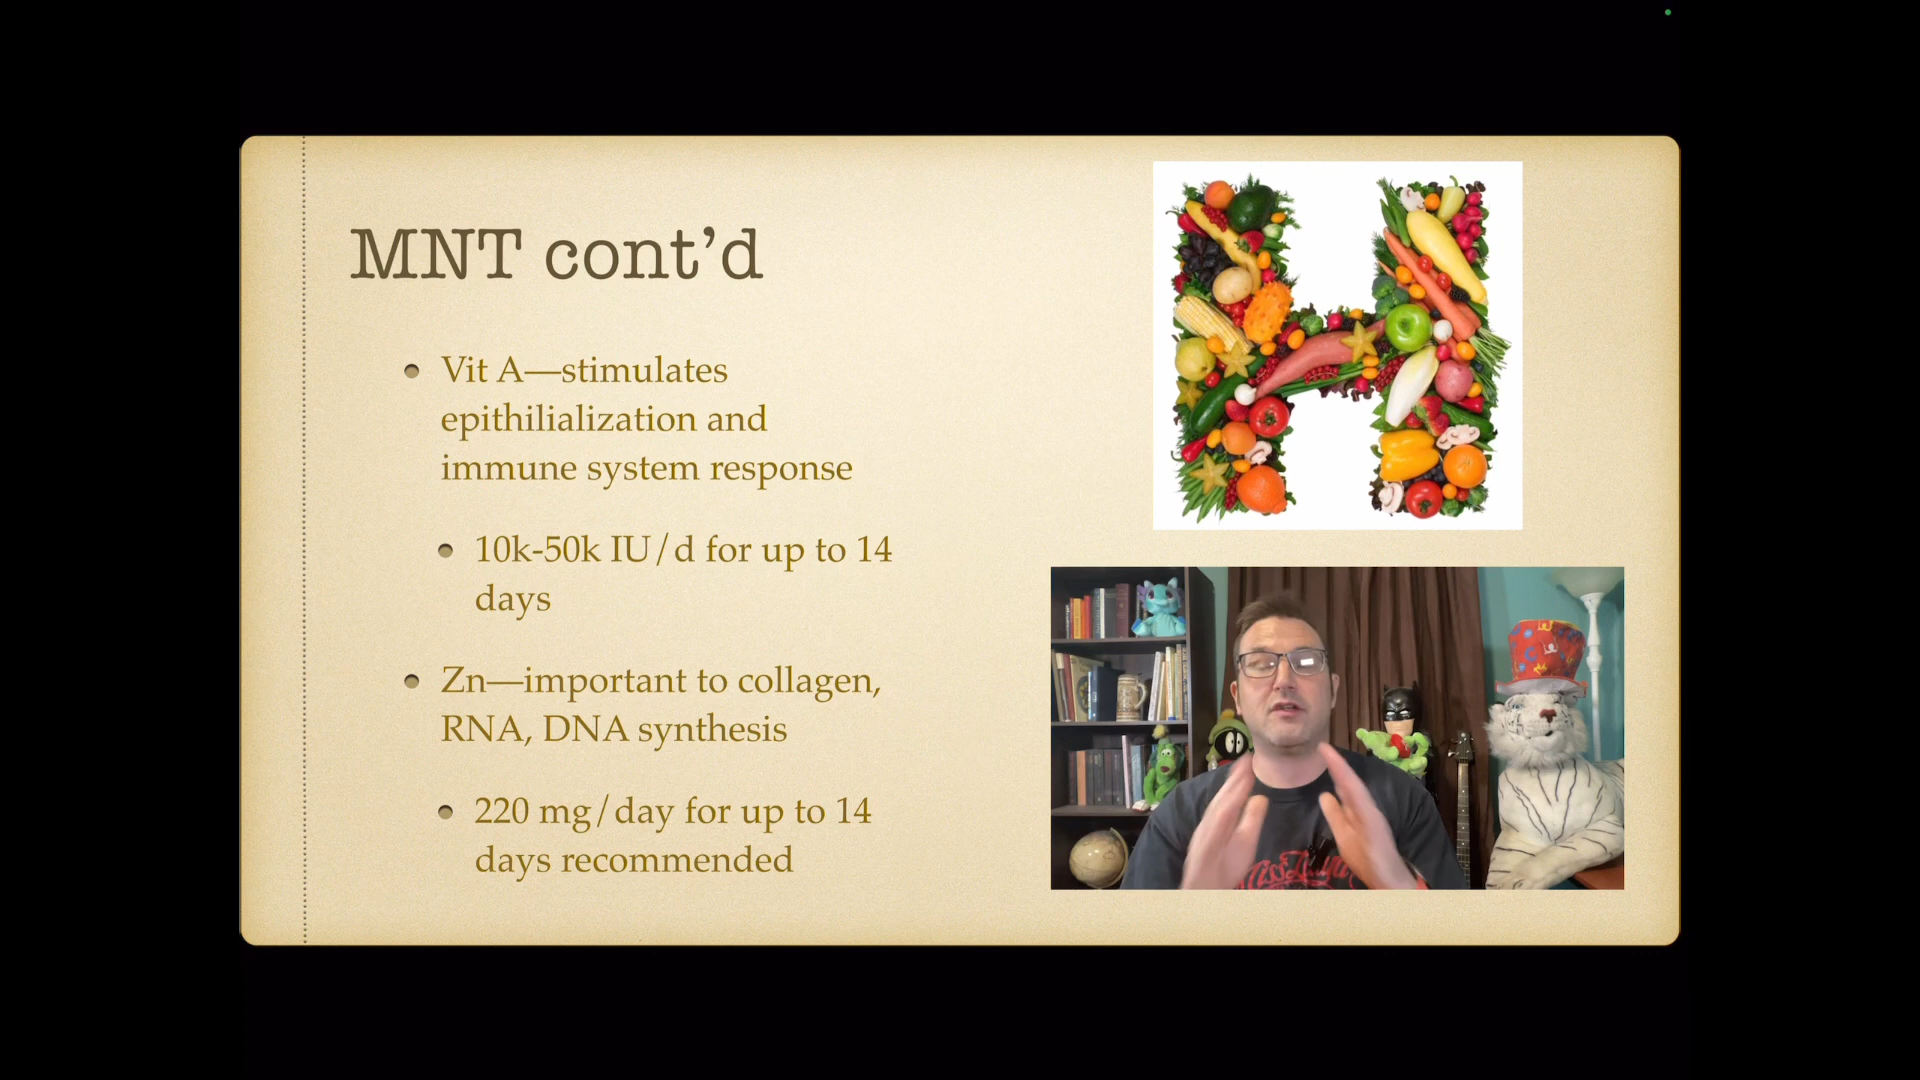 MNT cont’d
Vit A—stimulates
epithilialization and
immune system response
10k-50k IU/d for up to 14
days
Zn—important to collagen,
RNA, DNA synthesis
220 mg/day for up to 14
days recommended